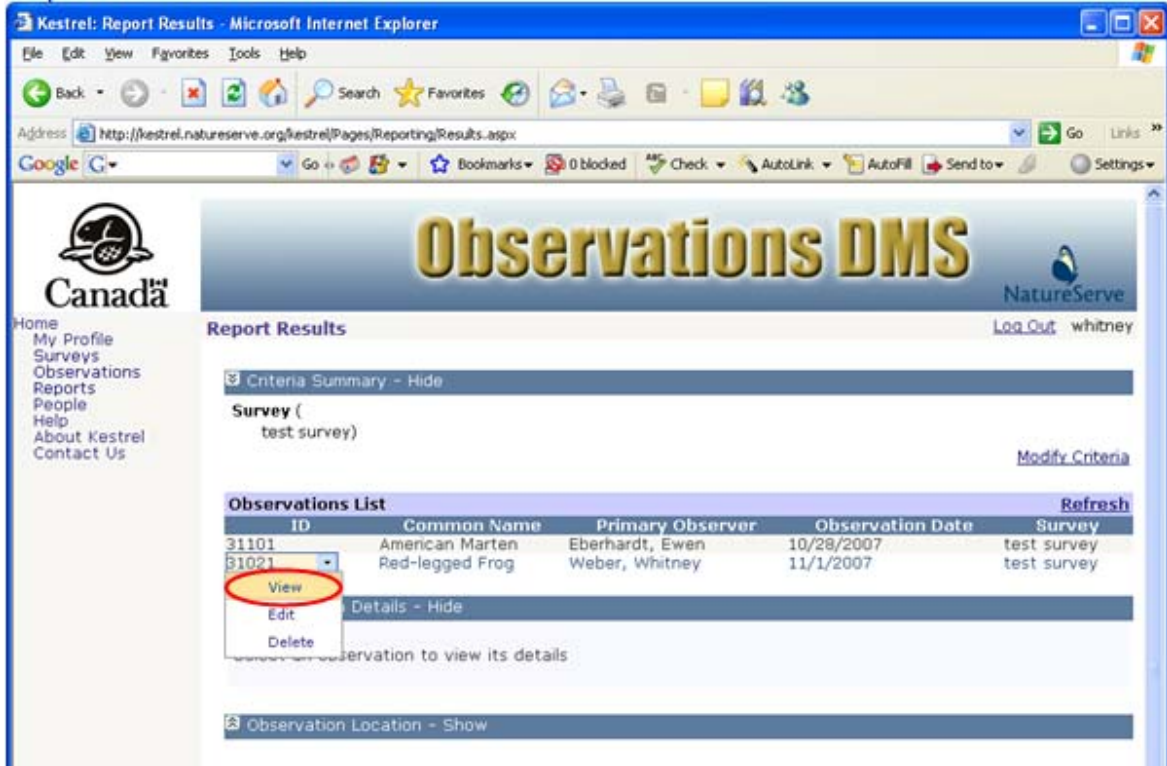 Kestrel: Report Results - Microsoft Internet Explorer
File Edit View Favorites Tools Help
Back Search Favorites
Address http://kestrel.natureserve.org/kestrel/Pages/Reporting/Results.aspx Go Links »
Google G Go Bookmarks 0 blocked ABC Check AutoLink AutoFill Send to Settings
Observations DMS
Canada
NatureServe
Home
My Profile
Surveys
Observations
Reports
People
Help
About Kestrel
Contact Us
Report Results
Log Out whitney
Criteria Summary - Hide
Survey (
test survey)
Modify Criteria
Observations List Refresh
ID Common Name Primary Observer Observation Date Survey
31101 American Marten Eberhardt, Ewen 10/28/2007 test survey
31021 Red-legged Frog Weber, Whitney 11/1/2007 test survey
View
Edit
Delete
Details - Hide
observation to view its details
Observation Location - Show